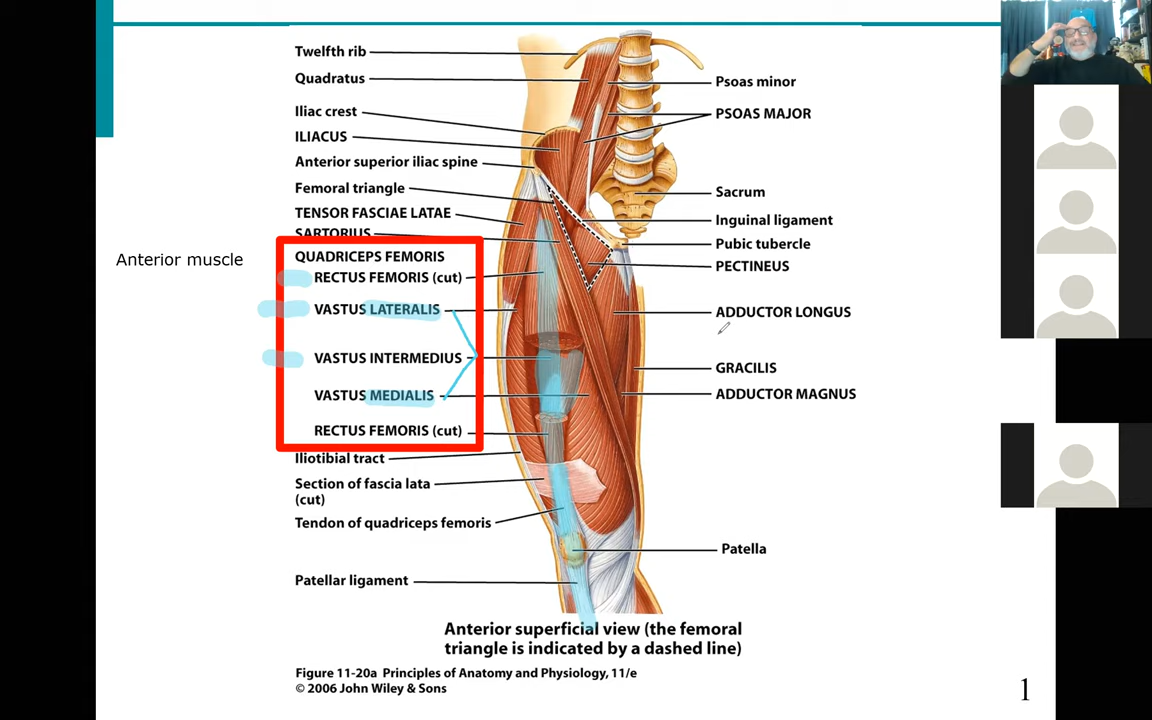 Twelfth rib
Quadratus
Iliac crest
ILIACUS
Anterior superior iliac spine
Femoral triangle
TENSOR FASCIAE LATAE
SARTORIUS
QUADRICEPS FEMORIS
RECTUS FEMORIS (cut)
VASTUS LATERALIS
VASTUS INTERMEDIUS
VASTUS MEDIALIS
RECTUS FEMORIS (cut)
Iliotibial tract
Section of fascia lata
(cut)
Tendon of quadriceps femoris
Patellar ligament
Anterior muscle
Psoas minor
PSOAS MAJOR
Sacrum
Inguinal ligament
Pubic tubercle
PECTINEUS
ADDUCTOR LONGUS
GRACILIS
ADDUCTOR MAGNUS
Patella
Anterior superficial view (the femoral
triangle is indicated by a dashed line)
Figure 11-20a Principles of Anatomy and Physiology, 11/e
© 2006 John Wiley & Sons
1